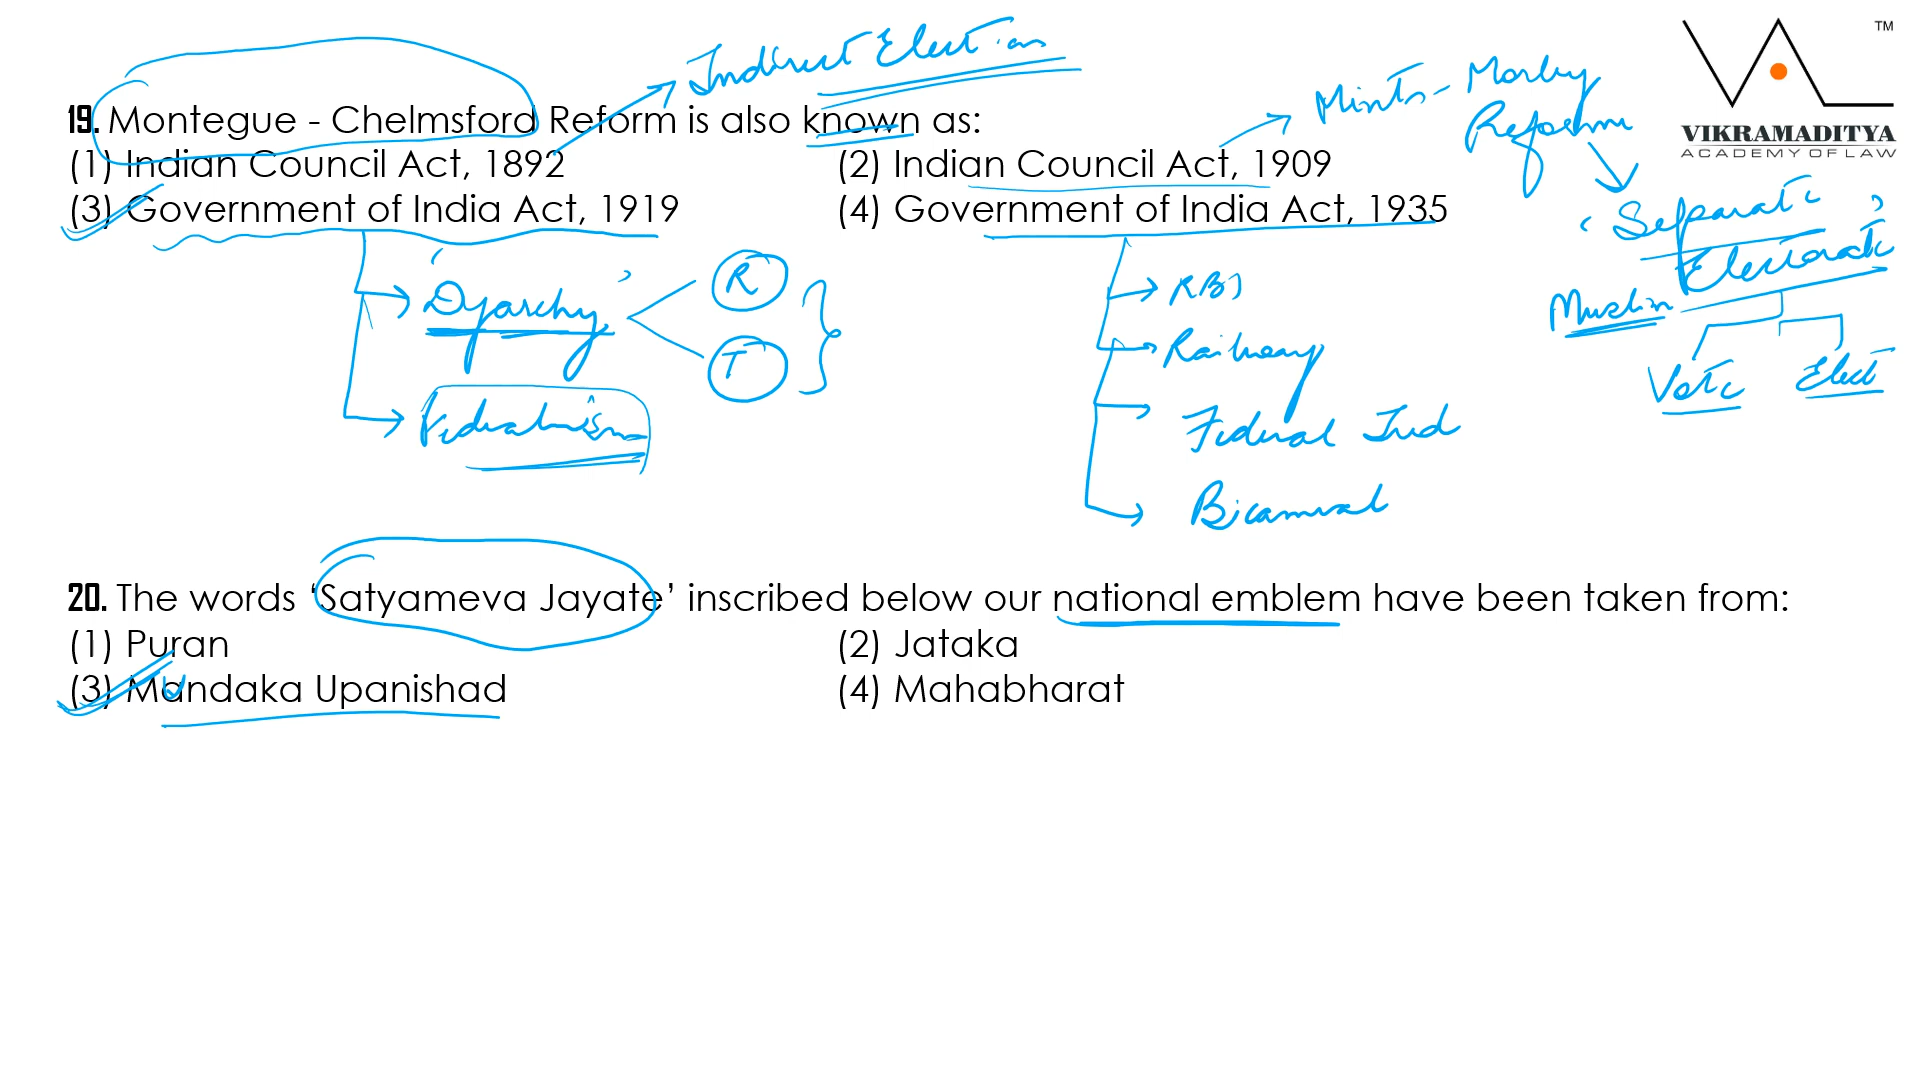 Indirect Elections
Minto - Morley
Reforms
TM
VIKRAMADITYA
ACADEMY OF LAW
19. Montegue - Chelmsford Reform is also known as:
(1) Indian Council Act, 1892 (2) Indian Council Act, 1909
(3) Government of India Act, 1919 (4) Government of India Act, 1935
' Separate
Electorate '
Muslim
Vote Elect
' Dyarchy '
R
T
Federalism
RBI
Railway
Federal Jud
Bicameral
20. The words ‘Satyameva Jayate’ inscribed below our national emblem have been taken from:
(1) Puran (2) Jataka
(3) Mandaka Upanishad (4) Mahabharat